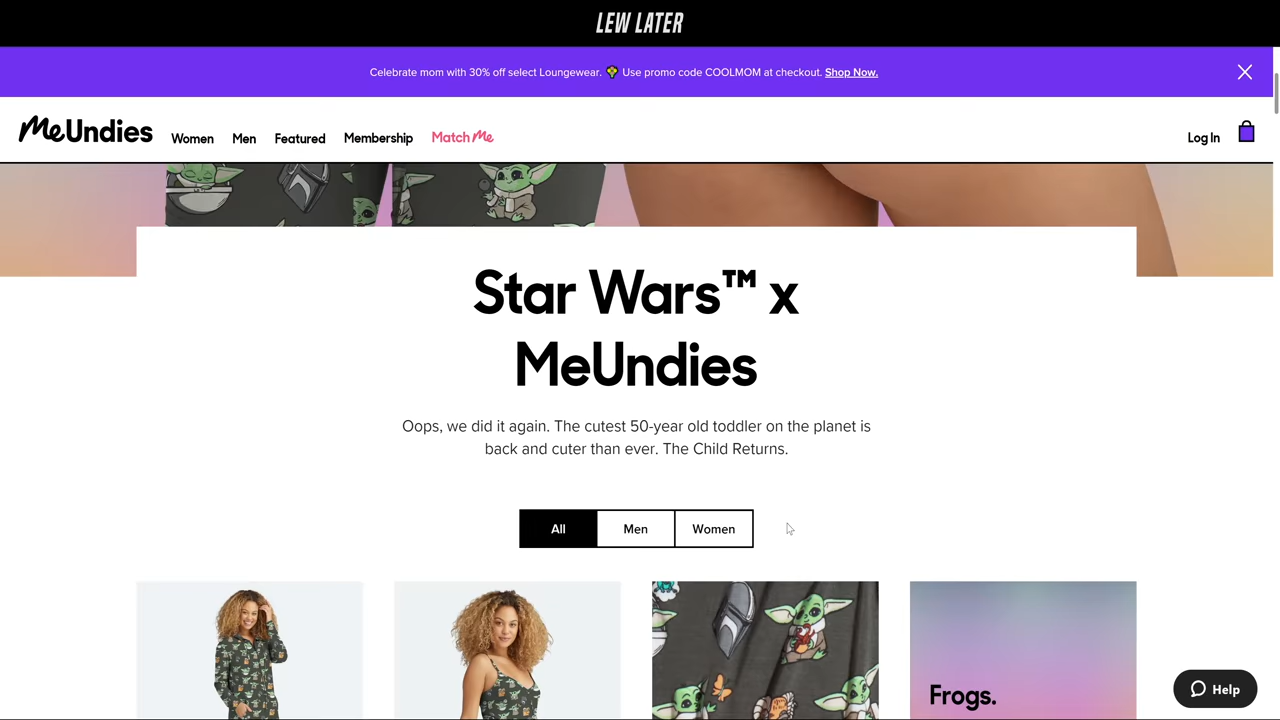 LEW LATER
Celebrate mom with 30% off select Loungewear. Use promo code COOLMOM at checkout. Shop Now.
MeUndies Women Men Featured Membership Match Me Log In
Star Wars™ x
MeUndies
Oops, we did it again. The cutest 50-year old toddler on the planet is
back and cuter than ever. The Child Returns.
All Men Women
Frogs.
Help